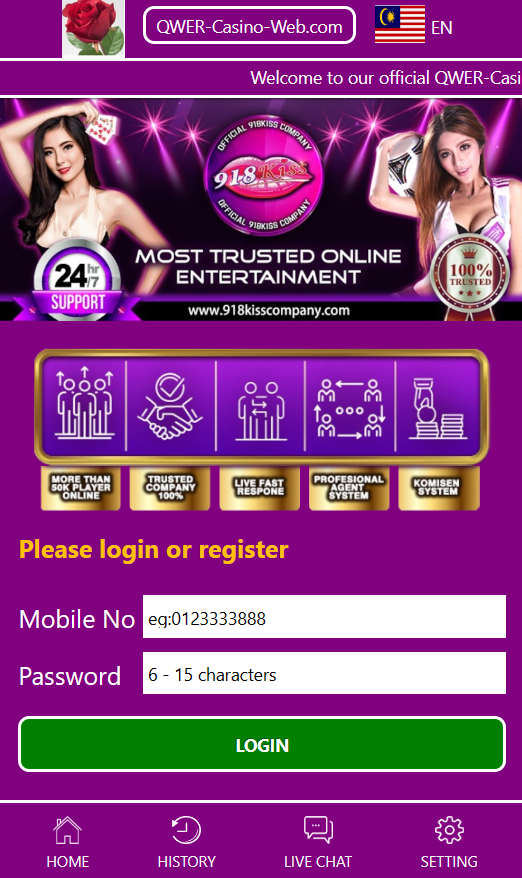 QWER-Casino-Web.com
EN
Welcome to our official QWER-Casi
OFFICIAL 918KISS COMPANY
918Kiss
OFFICIAL 918KISS COMPANY
MOST TRUSTED ONLINE
ENTERTAINMENT
24hr/7
SUPPORT
100%
TRUSTED
www.918kisscompany.com
MORE THAN
50K PLAYER
ONLINE
TRUSTED
COMPANY
100%
LIVE FAST
RESPONE
PROFESIONAL
AGENT
SYSTEM
KOMISEN
SYSTEM
Please login or register
Mobile No
eg:0123333888
Password
6 - 15 characters
LOGIN
HOME
HISTORY
LIVE CHAT
SETTING